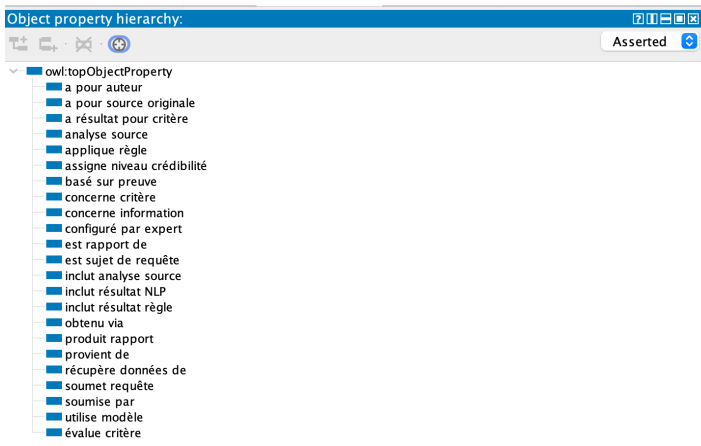 Object property hierarchy:
Asserted
owl:topObjectProperty
a pour auteur
a pour source originale
a résultat pour critère
analyse source
applique règle
assigne niveau crédibilité
basé sur preuve
concerne critère
concerne information
configuré par expert
est rapport de
est sujet de requête
inclut analyse source
inclut résultat NLP
inclut résultat règle
obtenu via
produit rapport
provient de
récupère données de
soumet requête
soumise par
utilise modèle
évalue critère